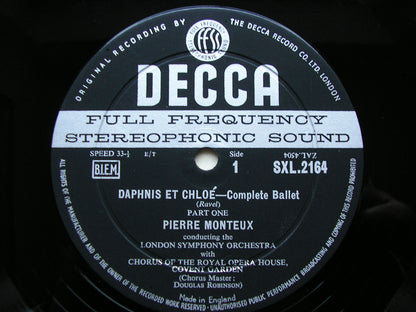 ORIGINAL RECORDING BY
THE DECCA RECORD CO. LTD. LONDON
FULL FREQUENCY
STEREOPHONIC SOUND
FFSS
DECCA
FULL FREQUENCY
STEREOPHONIC SOUND
SPEED 33⅓
E/T
Side
1
ZAL.4504
SXL.2164
B.I.E.M.
DAPHNIS ET CHLOÉ—Complete Ballet
(Ravel)
PART ONE
PIERRE MONTEUX
conducting the
LONDON SYMPHONY ORCHESTRA
with
CHORUS OF THE ROYAL OPERA HOUSE,
COVENT GARDEN
(Chorus Master:
DOUGLAS ROBINSON)
Made in England
ALL RIGHTS OF THE MANUFACTURER AND OF THE OWNER OF THE RECORDED WORK RESERVED
UNAUTHORISED PUBLIC PERFORMANCE BROADCASTING AND COPYING OF THIS RECORD PROHIBITED